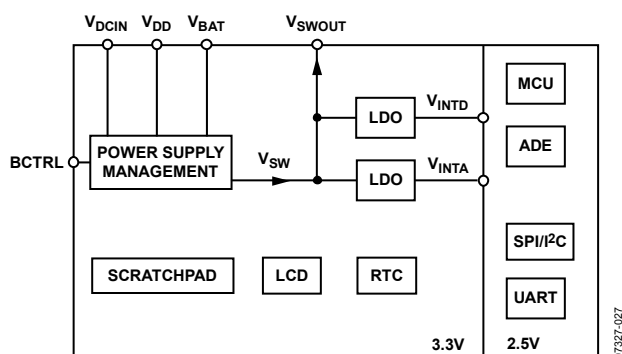 VDCIN VDD VBAT VSWOUT
MCU
LDO VINTD
ADE
POWER SUPPLY
MANAGEMENT
BCTRL
VSW
LDO VINTA
SPI/I2C
SCRATCHPAD LCD RTC
UART
3.3V 2.5V
7327-027